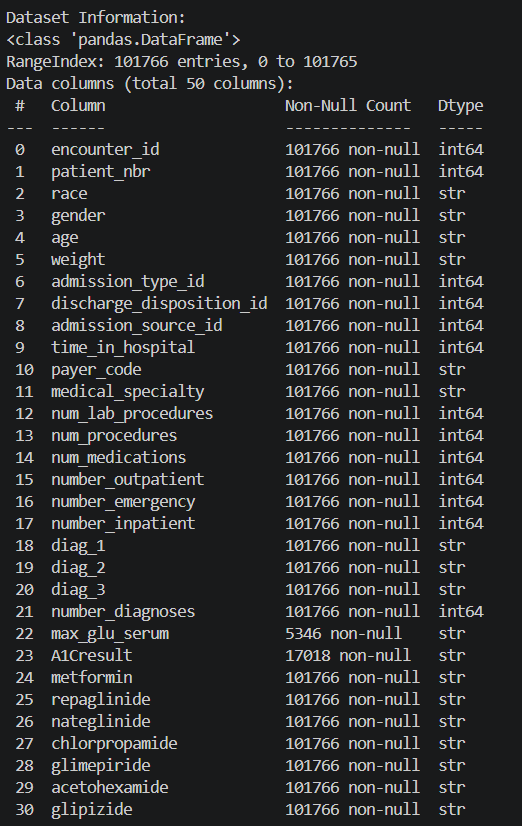 Dataset Information:
<class 'pandas.DataFrame'>
RangeIndex: 101766 entries, 0 to 101765
Data columns (total 50 columns):
 #   Column                    Non-Null Count   Dtype
---  ------                    --------------   -----
 0   encounter_id              101766 non-null  int64
 1   patient_nbr               101766 non-null  int64
 2   race                      101766 non-null  str
 3   gender                    101766 non-null  str
 4   age                       101766 non-null  str
 5   weight                    101766 non-null  str
 6   admission_type_id         101766 non-null  int64
 7   discharge_disposition_id  101766 non-null  int64
 8   admission_source_id       101766 non-null  int64
 9   time_in_hospital          101766 non-null  int64
 10  payer_code                101766 non-null  str
 11  medical_specialty         101766 non-null  str
 12  num_lab_procedures        101766 non-null  int64
 13  num_procedures            101766 non-null  int64
 14  num_medications           101766 non-null  int64
 15  number_outpatient         101766 non-null  int64
 16  number_emergency          101766 non-null  int64
 17  number_inpatient          101766 non-null  int64
 18  diag_1                    101766 non-null  str
 19  diag_2                    101766 non-null  str
 20  diag_3                    101766 non-null  str
 21  number_diagnoses          101766 non-null  int64
 22  max_glu_serum             5346 non-null    str
 23  A1Cresult                 17018 non-null   str
 24  metformin                 101766 non-null  str
 25  repaglinide               101766 non-null  str
 26  nateglinide               101766 non-null  str
 27  chlorpropamide            101766 non-null  str
 28  glimepiride               101766 non-null  str
 29  acetohexamide             101766 non-null  str
 30  glipizide                 101766 non-null  str